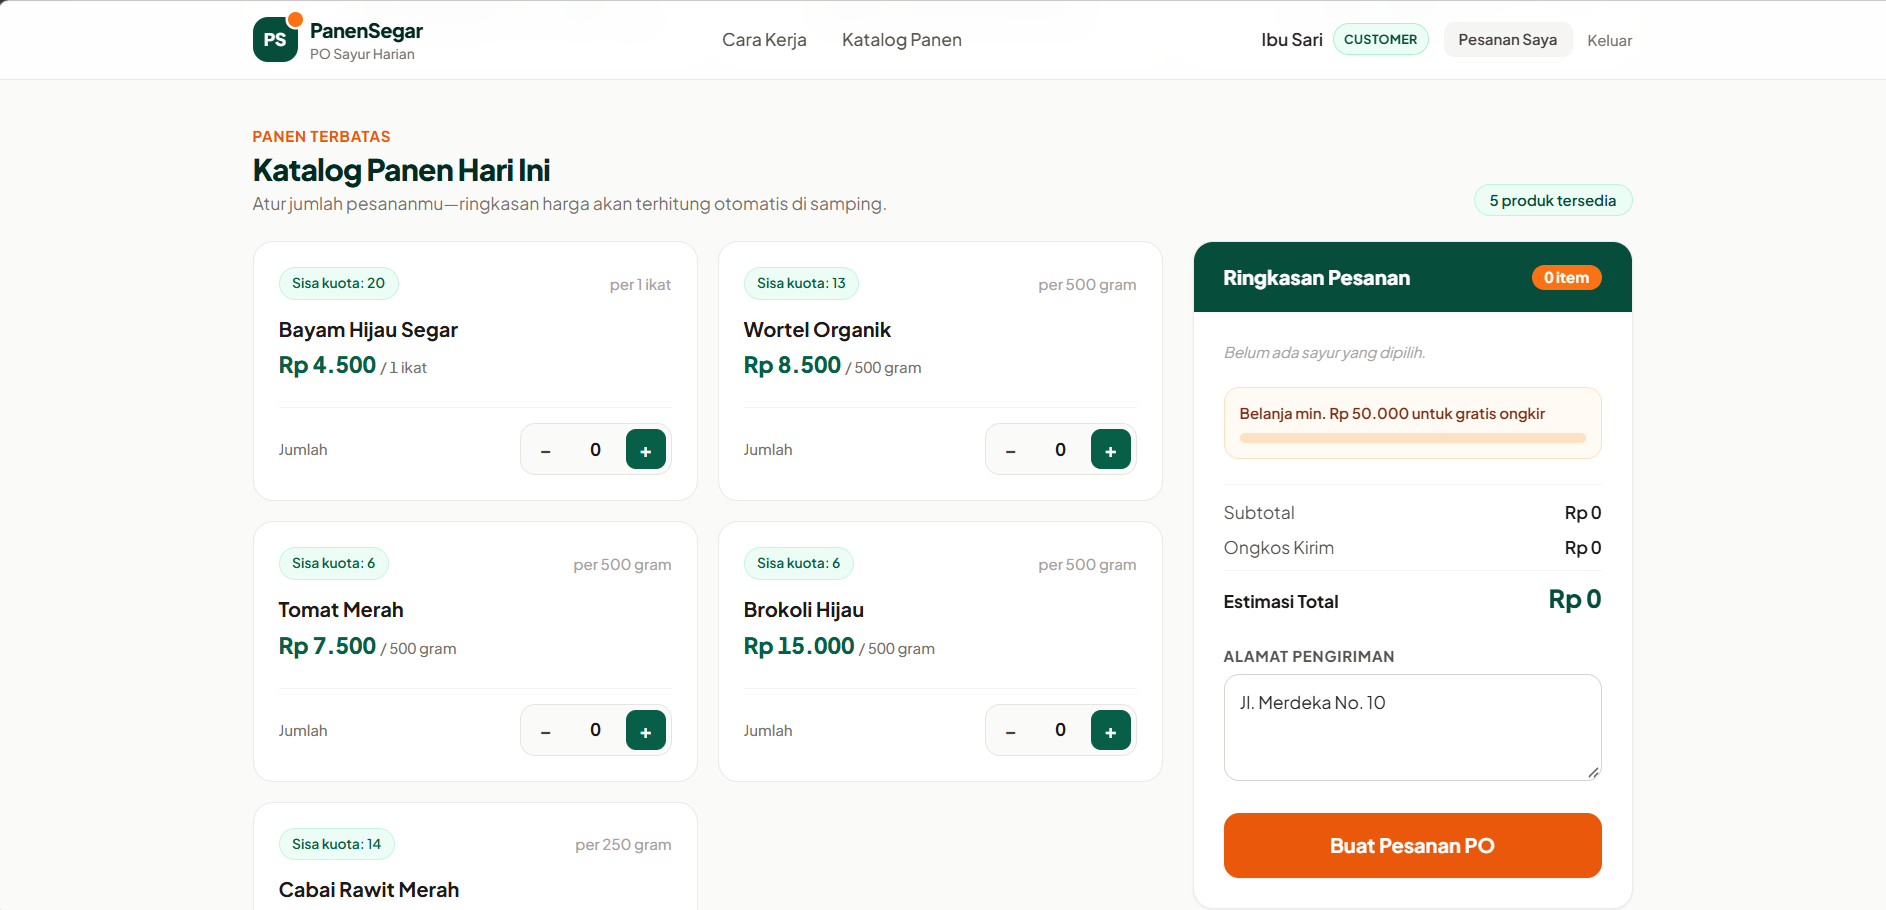 PS
PanenSegar
PO Sayur Harian
Cara Kerja
Katalog Panen
Ibu Sari
CUSTOMER
Pesanan Saya
Keluar
PANEN TERBATAS
Katalog Panen Hari Ini
Atur jumlah pesananmu—ringkasan harga akan terhitung otomatis di samping.
5 produk tersedia
Sisa kuota: 20
per 1 ikat
Bayam Hijau Segar
Rp 4.500 / 1 ikat
Jumlah
– 0 +
Sisa kuota: 13
per 500 gram
Wortel Organik
Rp 8.500 / 500 gram
Jumlah
– 0 +
Sisa kuota: 6
per 500 gram
Tomat Merah
Rp 7.500 / 500 gram
Jumlah
– 0 +
Sisa kuota: 6
per 500 gram
Brokoli Hijau
Rp 15.000 / 500 gram
Jumlah
– 0 +
Sisa kuota: 14
per 250 gram
Cabai Rawit Merah
Ringkasan Pesanan
0 item
Belum ada sayur yang dipilih.
Belanja min. Rp 50.000 untuk gratis ongkir
Subtotal Rp 0
Ongkos Kirim Rp 0
Estimasi Total Rp 0
ALAMAT PENGIRIMAN
Jl. Merdeka No. 10
Buat Pesanan PO